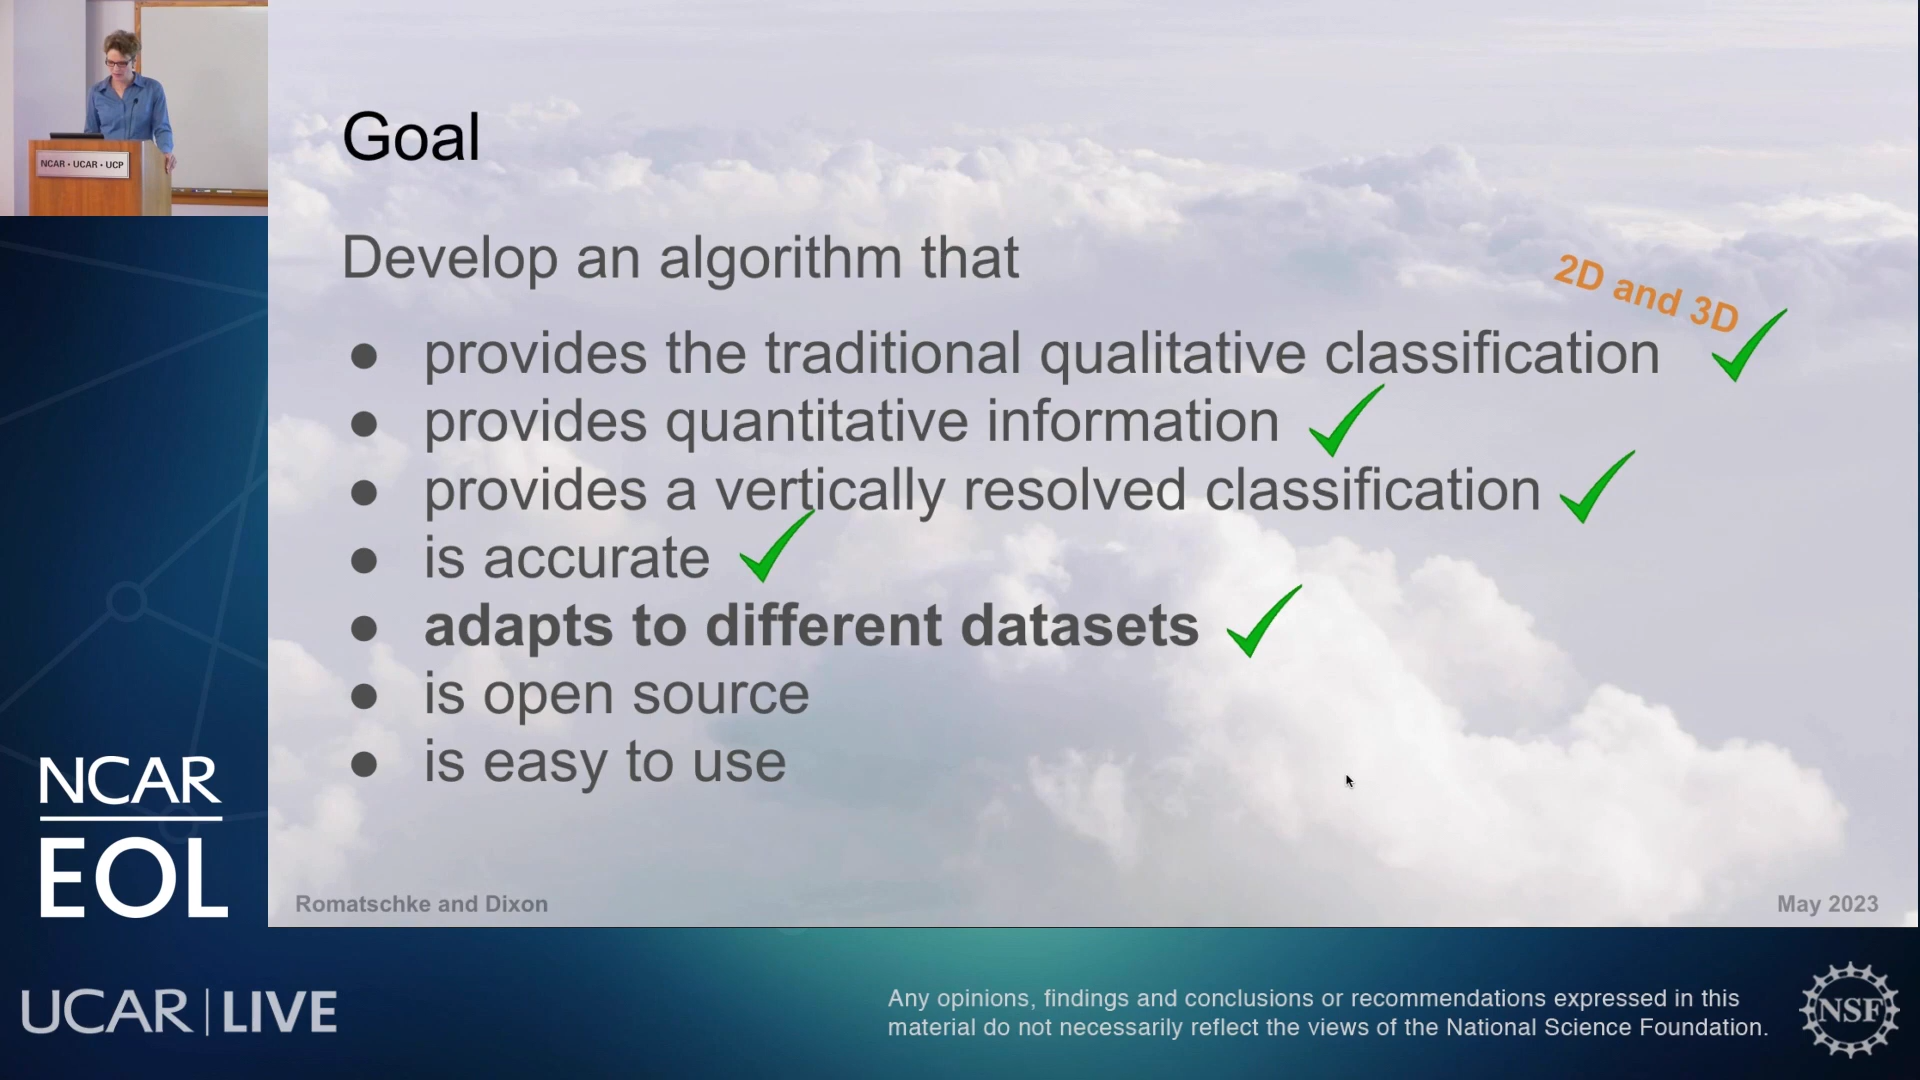 NCAR • UCAR • UCP
Goal
Develop an algorithm that
2D and 3D
● provides the traditional qualitative classification
● provides quantitative information
● provides a vertically resolved classification
● is accurate
● adapts to different datasets
● is open source
● is easy to use
Romatschke and Dixon
May 2023
NCAR
EOL
UCAR | LIVE
Any opinions, findings and conclusions or recommendations expressed in this
material do not necessarily reflect the views of the National Science Foundation.
NSF